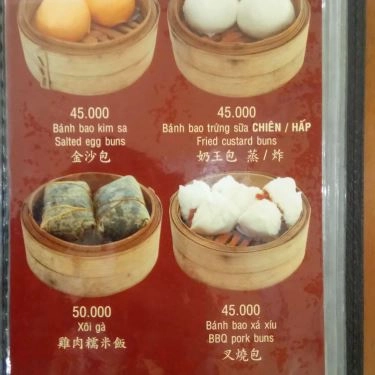 45.000
Bánh bao kim sa
Salted egg buns
金沙包
45.000
Bánh bao trứng sữa CHIÊN / HẤP
Fried custard buns
奶王包 蒸 / 炸
50.000
Xôi gà
雞肉糯米飯
45.000
Bánh bao xá xíu
BBQ pork buns
叉燒包